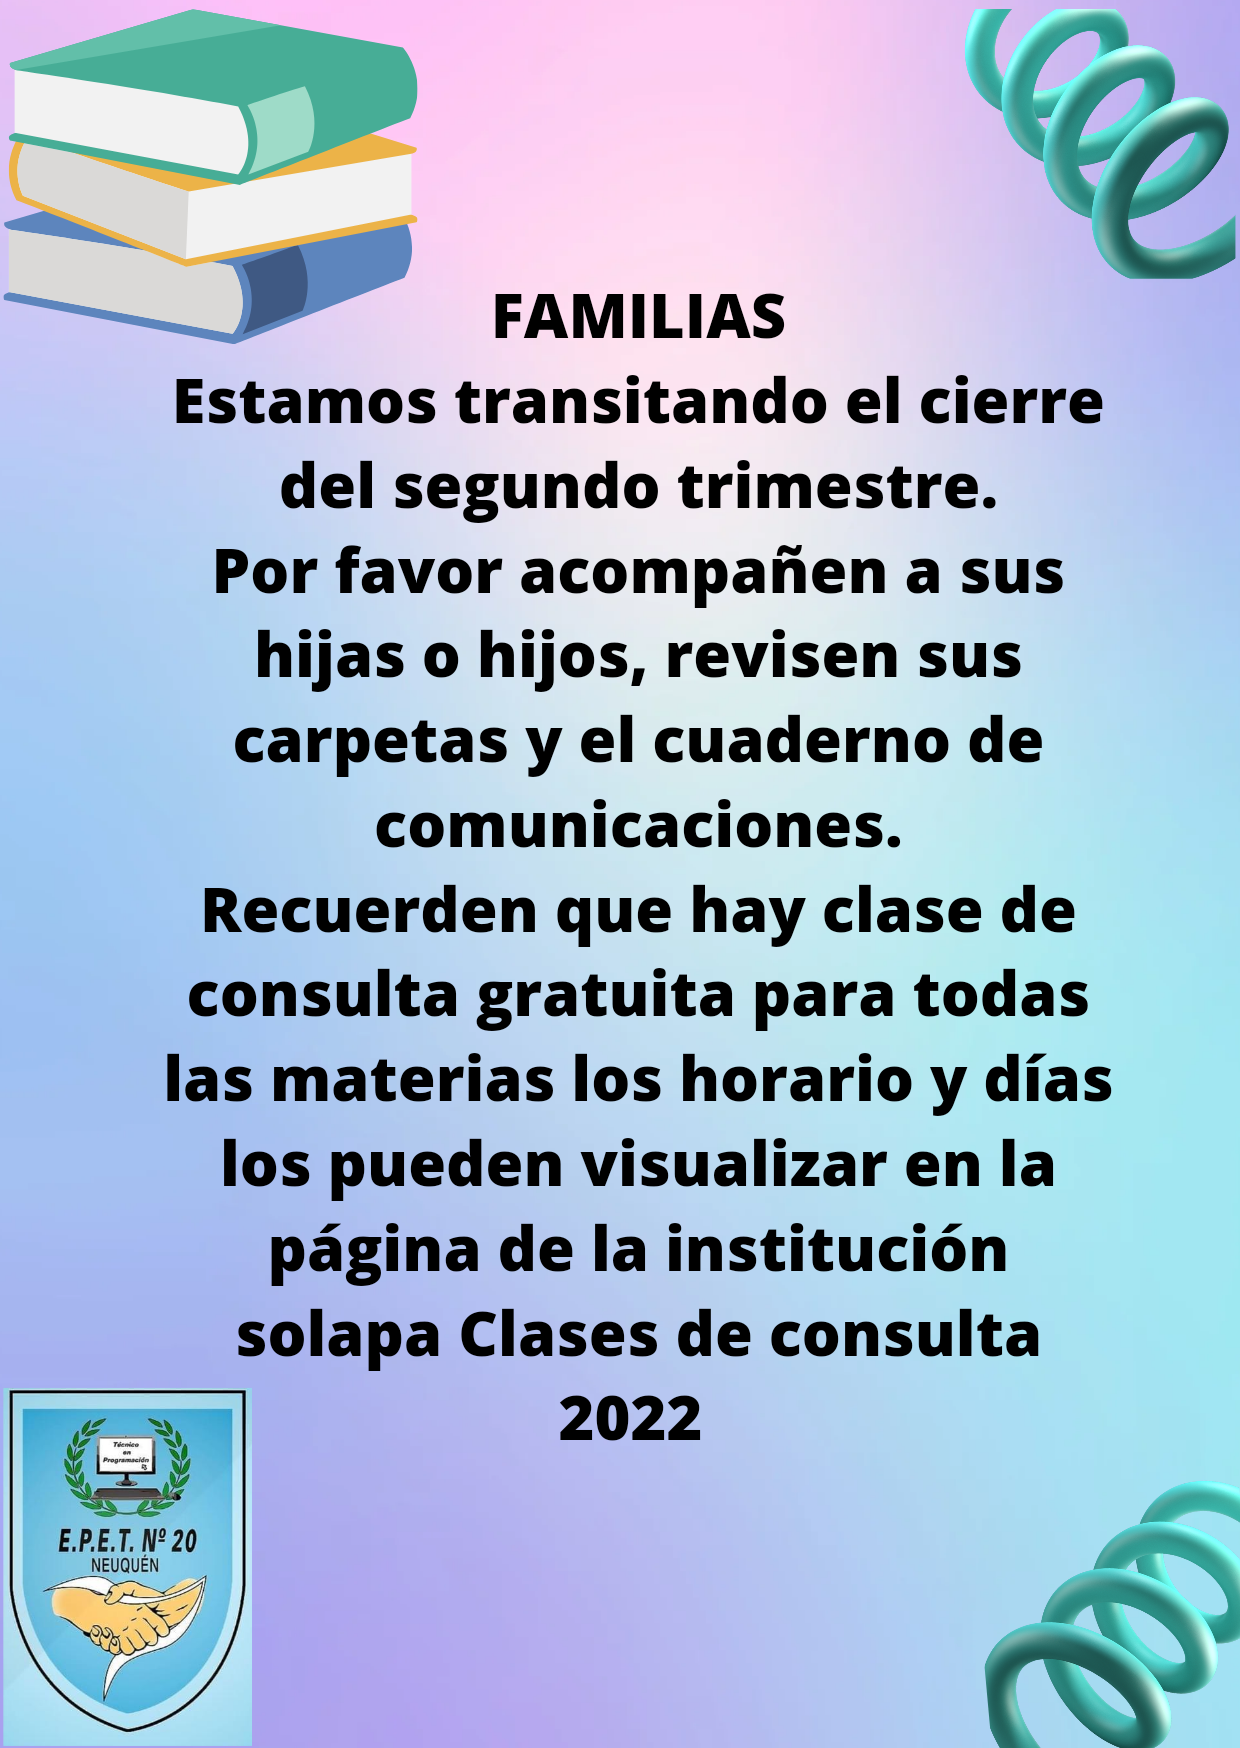 FAMILIAS
Estamos transitando el cierre
del segundo trimestre.
Por favor acompañen a sus
hijas o hijos, revisen sus
carpetas y el cuaderno de
comunicaciones.
Recuerden que hay clase de
consulta gratuita para todas
las materias los horario y días
los pueden visualizar en la
página de la institución
solapa Clases de consulta
2022
Técnico
en
Programación
E.P.E.T. Nº 20
NEUQUÉN